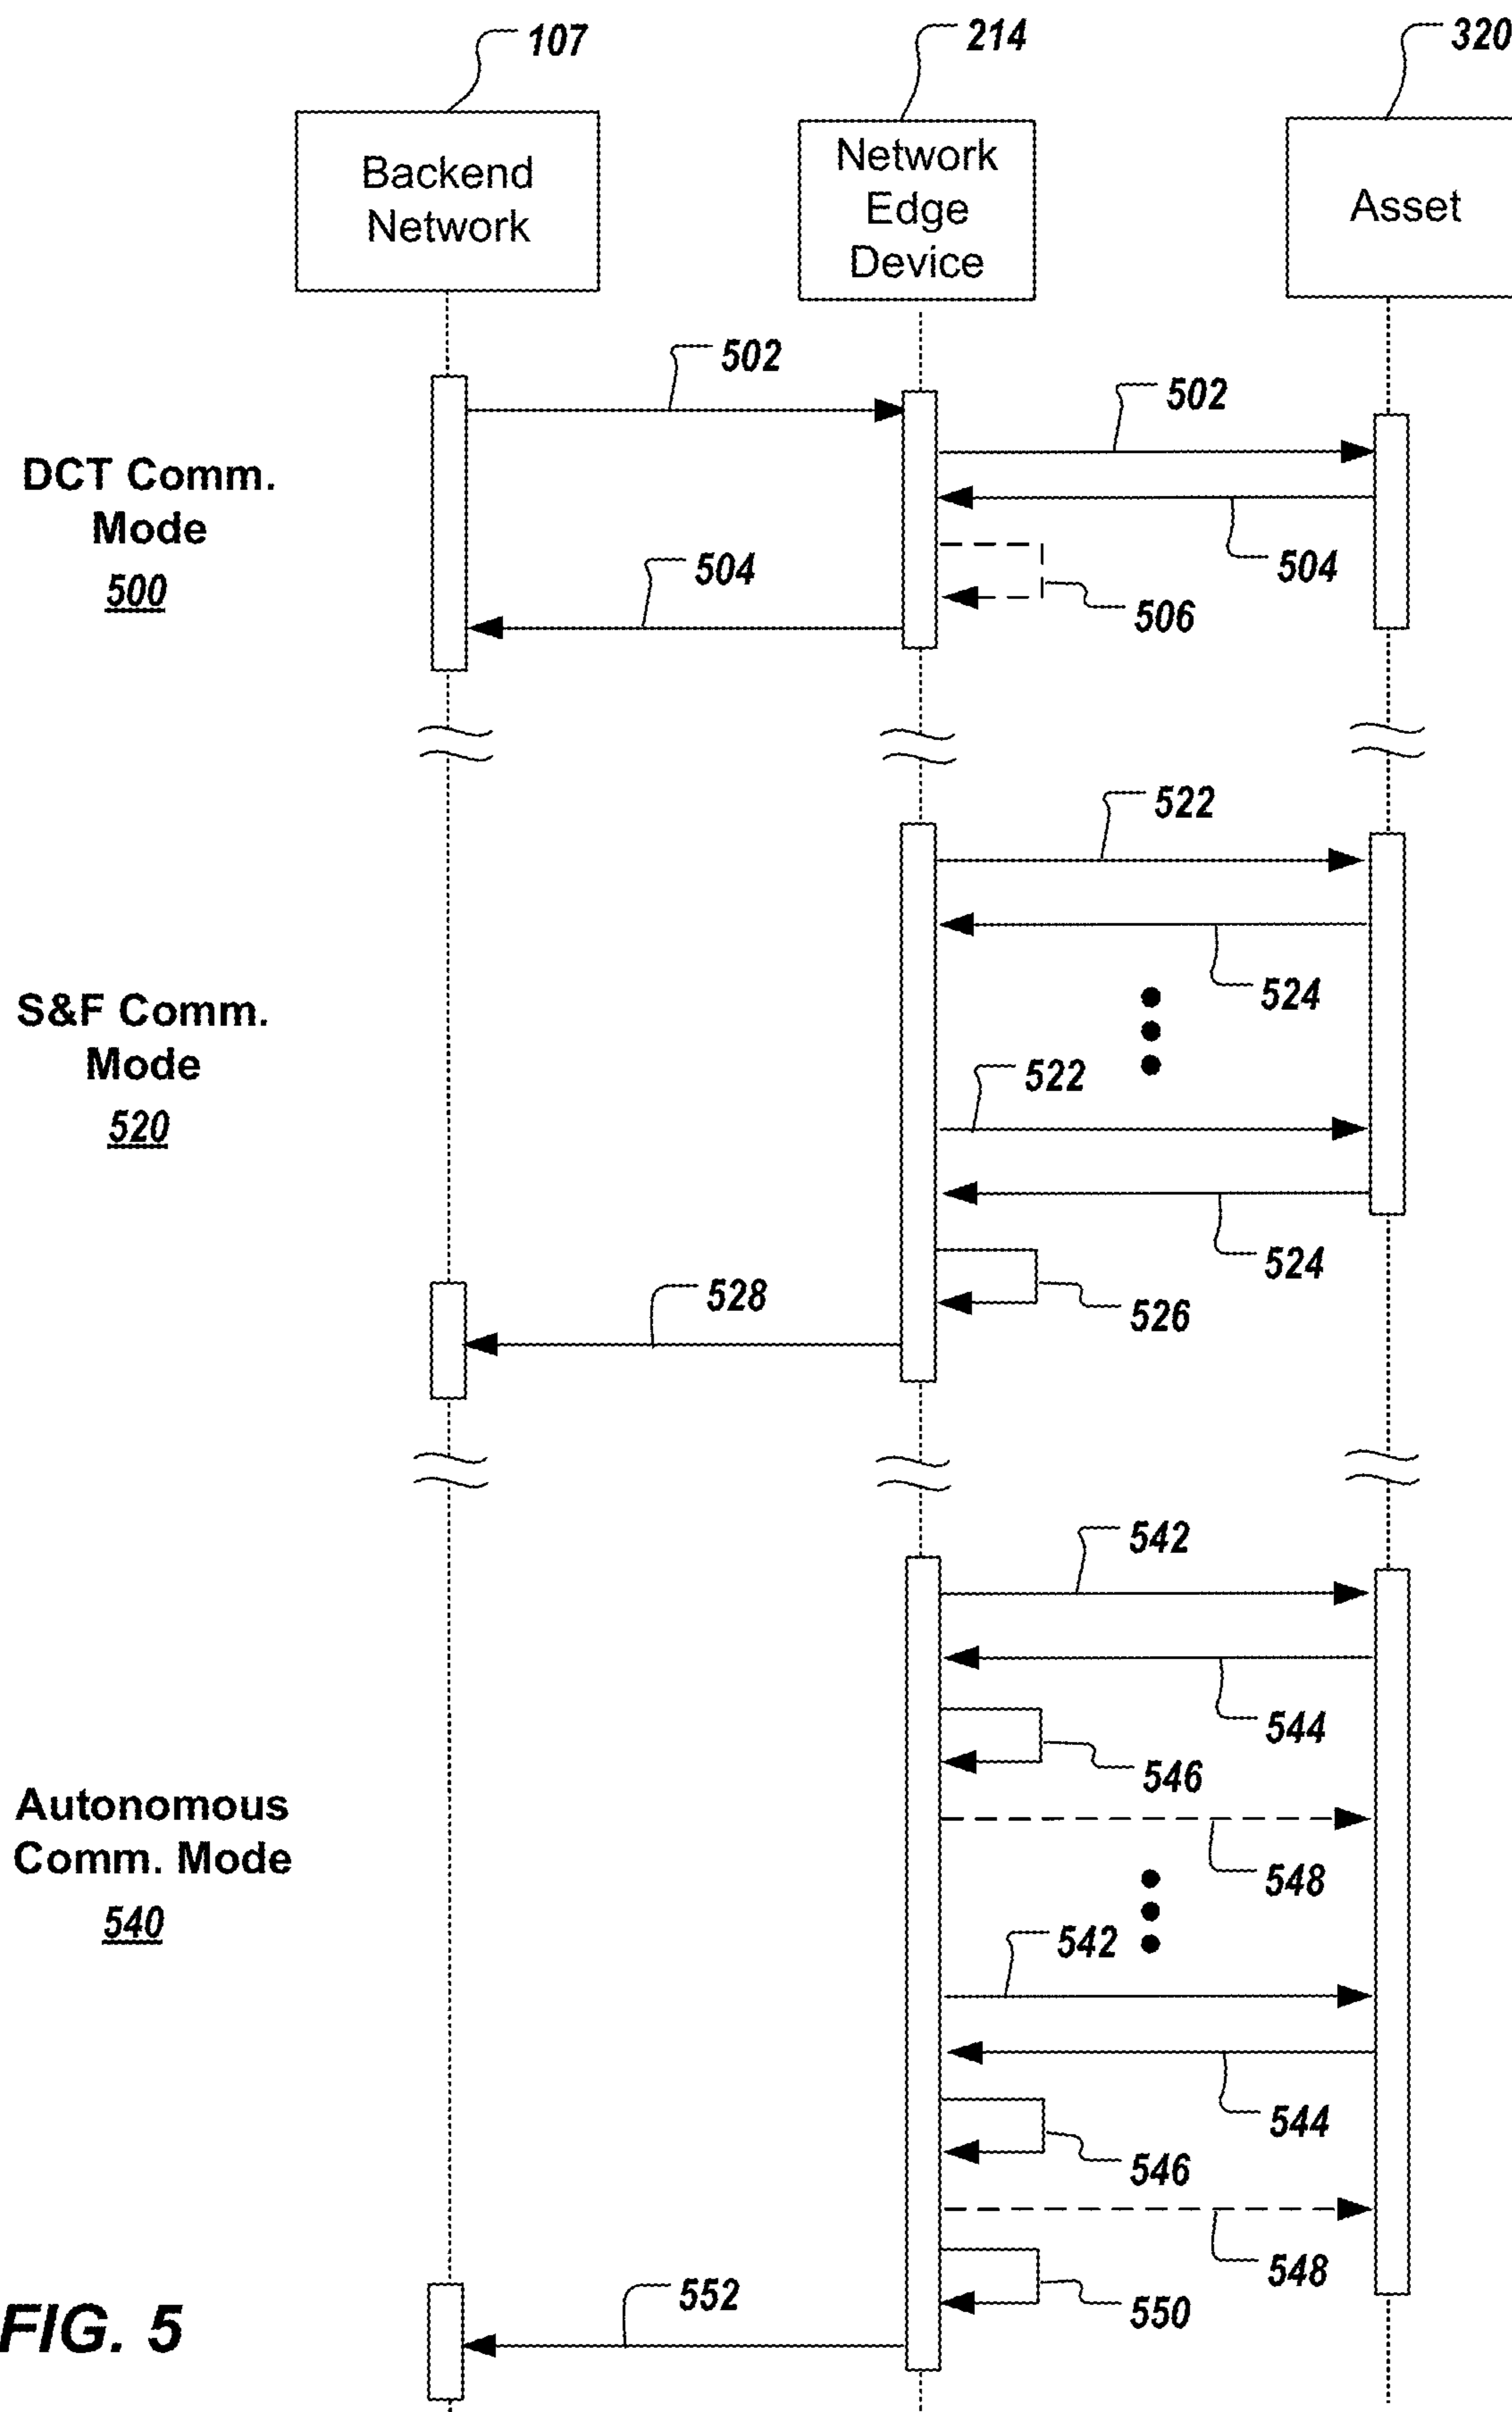 107
214
320
Backend
Network
Network
Edge
Device
Asset
502
502
DCT Comm.
Mode
500
504
504
506
522
524
S&F Comm.
Mode
520
522
524
528
526
542
544
546
Autonomous
Comm. Mode
540
548
542
544
546
548
552
550
FIG. 5